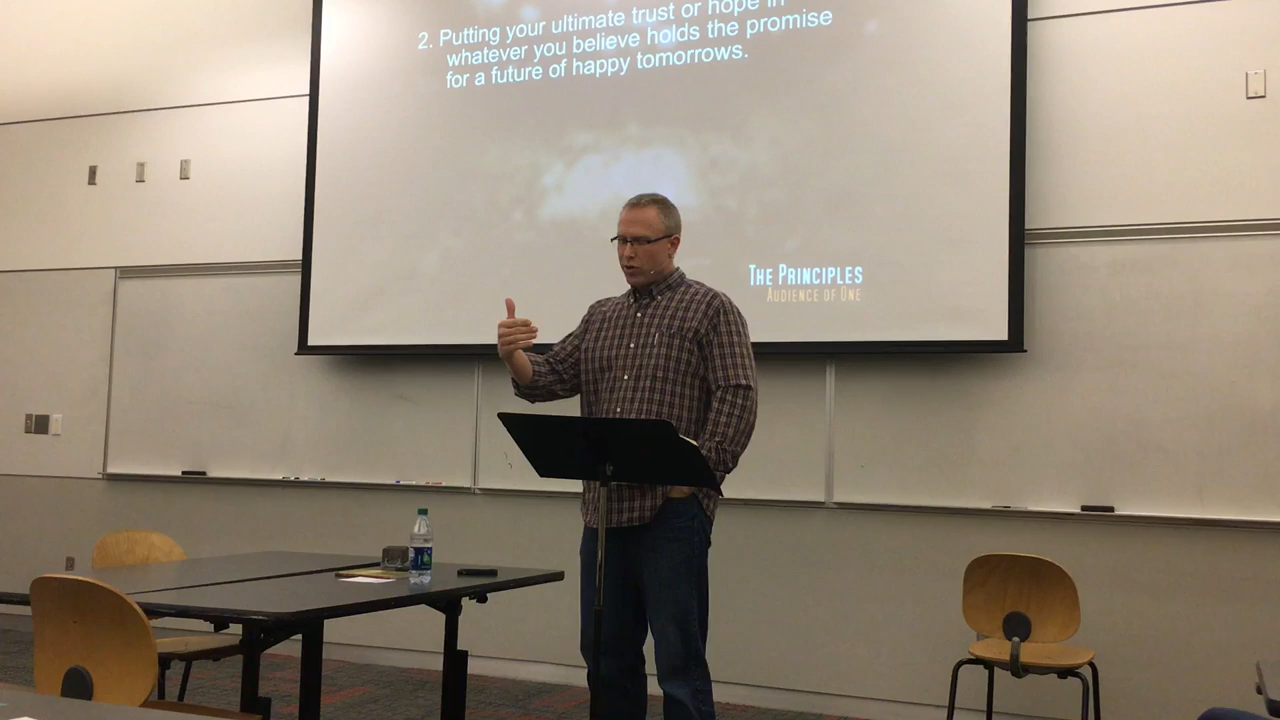 2. Putting your ultimate trust or hope in
whatever you believe holds the promise
for a future of happy tomorrows.
THE PRINCIPLES
AUDIENCE OF ONE